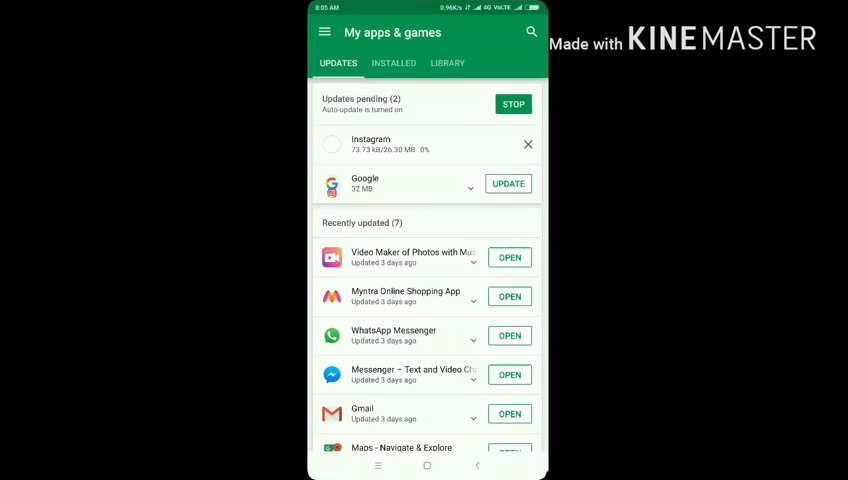 8:05 AM 0.96K/s 4G VoLTE
Made with KINEMASTER
My apps & games
UPDATES INSTALLED LIBRARY
Updates pending (2)
Auto-update is turned on
STOP
Instagram
73.73 kB/26.30 MB 0%
Google
32 MB
UPDATE
Recently updated (7)
Video Maker of Photos with Mus
Updated 3 days ago
OPEN
Myntra Online Shopping App
Updated 3 days ago
OPEN
WhatsApp Messenger
Updated 3 days ago
OPEN
Messenger – Text and Video Ch
Updated 3 days ago
OPEN
Gmail
Updated 3 days ago
OPEN
Maps - Navigate & Explore